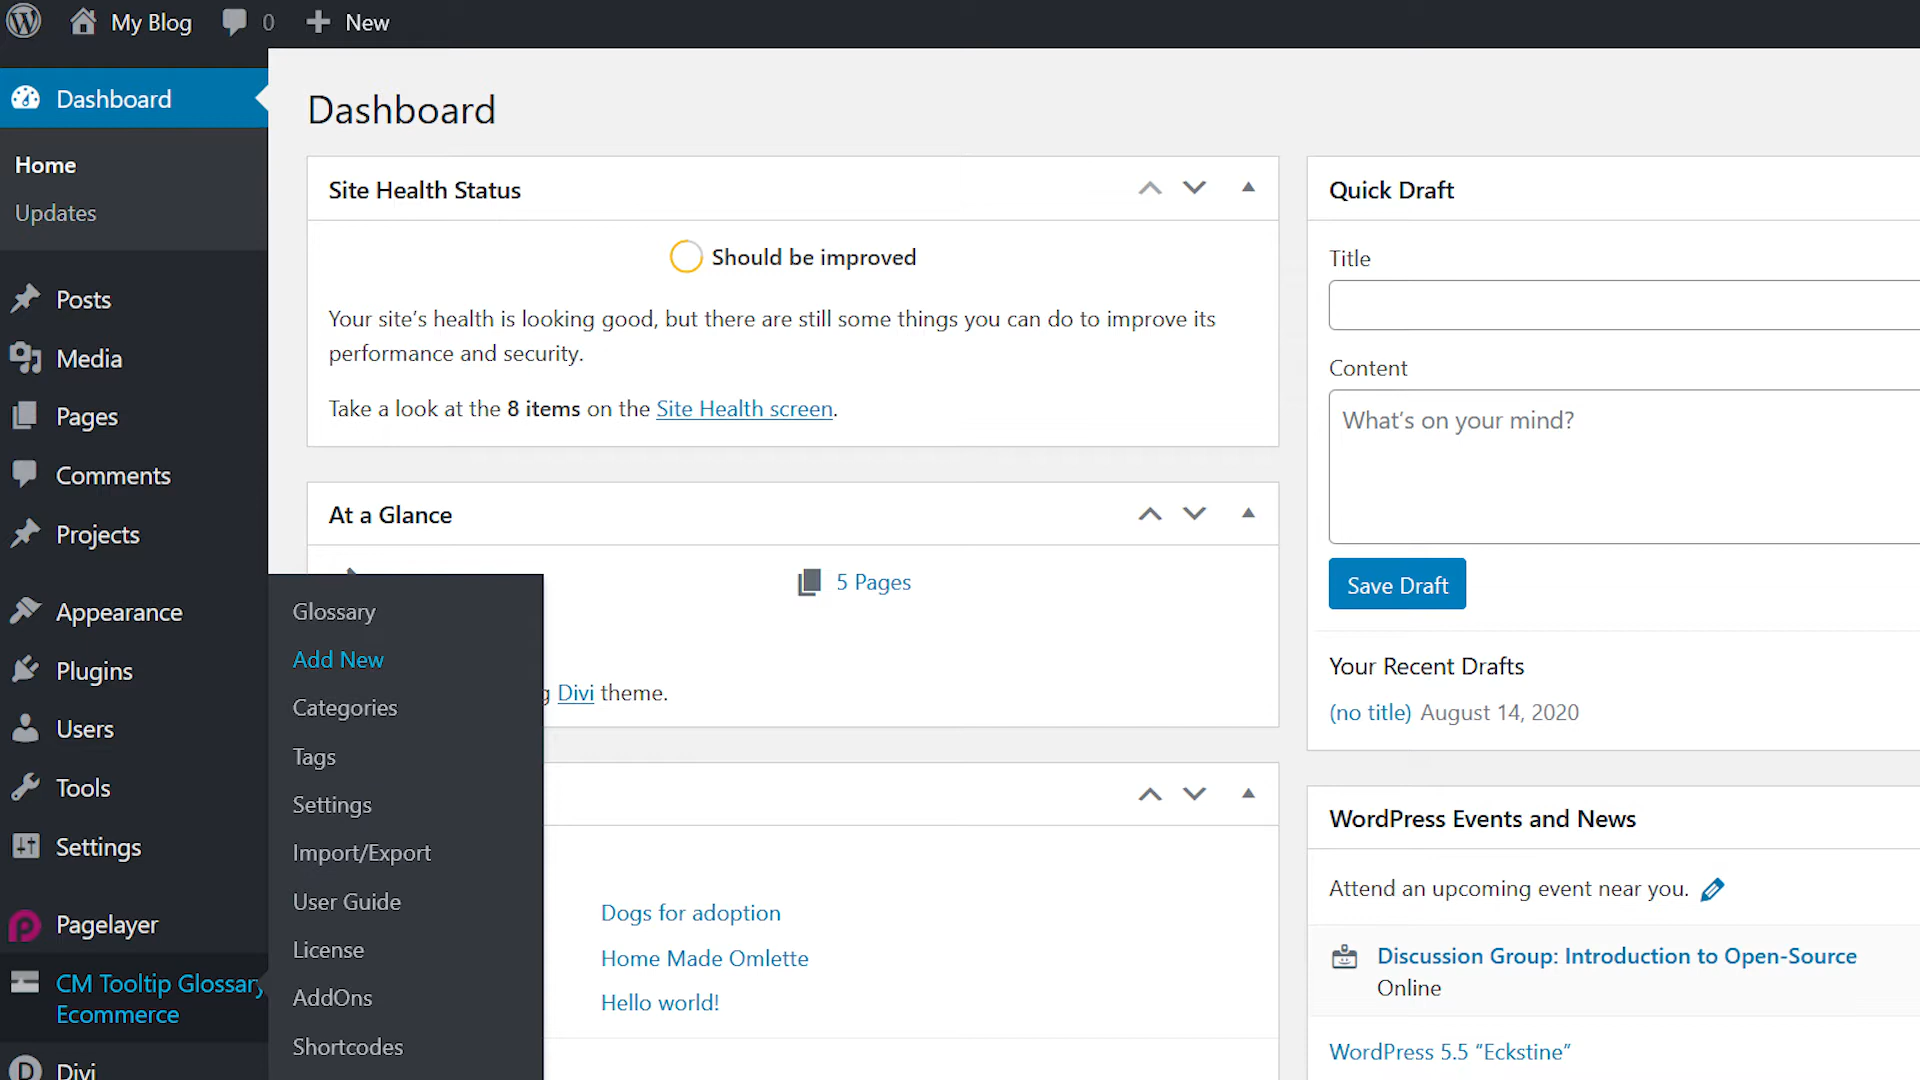 My Blog
0
New
Dashboard
Home
Updates
Posts
Media
Pages
Comments
Projects
Appearance
Plugins
Users
Tools
Settings
Pagelayer
CM Tooltip Glossary
Ecommerce
Divi
Glossary
Add New
Categories
Tags
Settings
Import/Export
User Guide
License
AddOns
Shortcodes
Dashboard
Site Health Status
Should be improved
Your site’s health is looking good, but there are still some things you can do to improve its
performance and security.
Take a look at the 8 items on the Site Health screen.
At a Glance
5 Pages
g Divi theme.
Dogs for adoption
Home Made Omlette
Hello world!
Quick Draft
Title
Content
What’s on your mind?
Save Draft
Your Recent Drafts
(no title) August 14, 2020
WordPress Events and News
Attend an upcoming event near you.
Discussion Group: Introduction to Open-Source
Online
WordPress 5.5 “Eckstine”